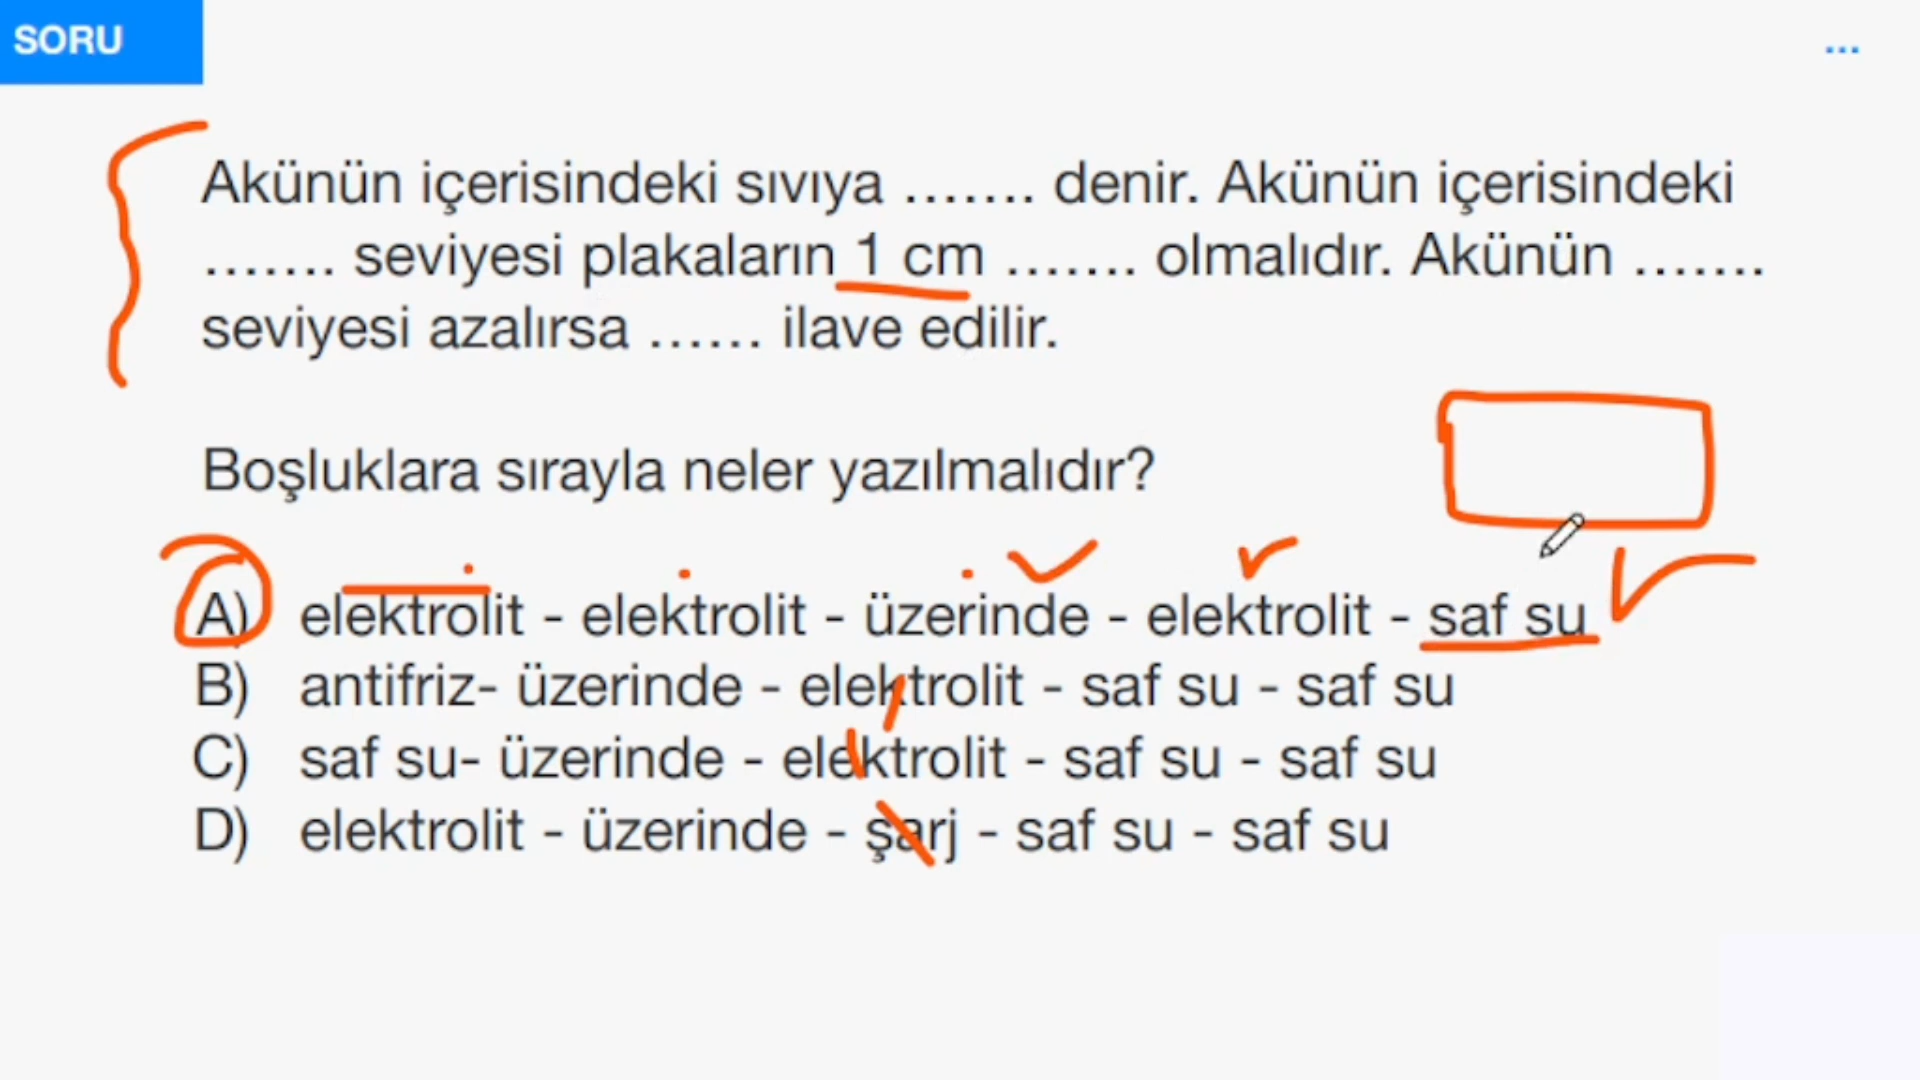 SORU
...
Akünün içerisindeki sıvıya ....... denir. Akünün içerisindeki
....... seviyesi plakaların 1 cm ....... olmalıdır. Akünün .......
seviyesi azalırsa ...... ilave edilir.
Boşluklara sırayla neler yazılmalıdır?
A) elektrolit - elektrolit - üzerinde - elektrolit - saf su
B) antifriz- üzerinde - elektrolit - saf su - saf su
C) saf su- üzerinde - elektrolit - saf su - saf su
D) elektrolit - üzerinde - şarj - saf su - saf su